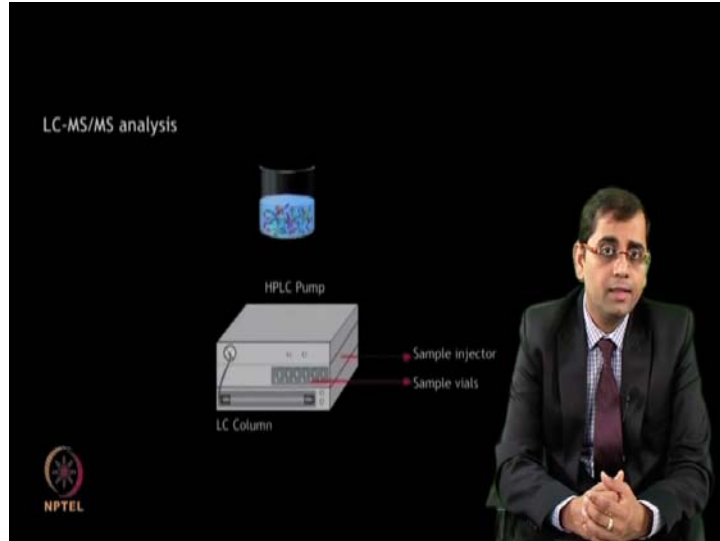 LC-MS/MS analysis
HPLC Pump
Sample injector
Sample vials
LC Column
NPTEL